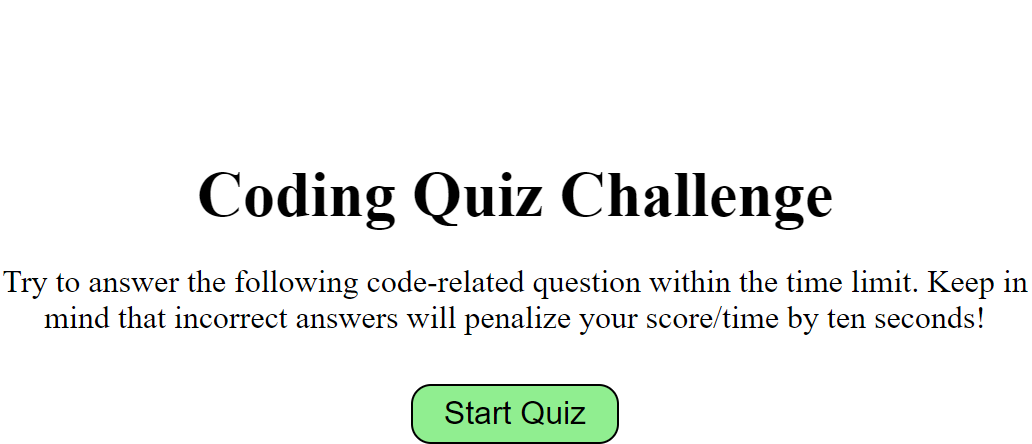 Coding Quiz Challenge
Try to answer the following code-related question within the time limit. Keep in
mind that incorrect answers will penalize your score/time by ten seconds!
Start Quiz